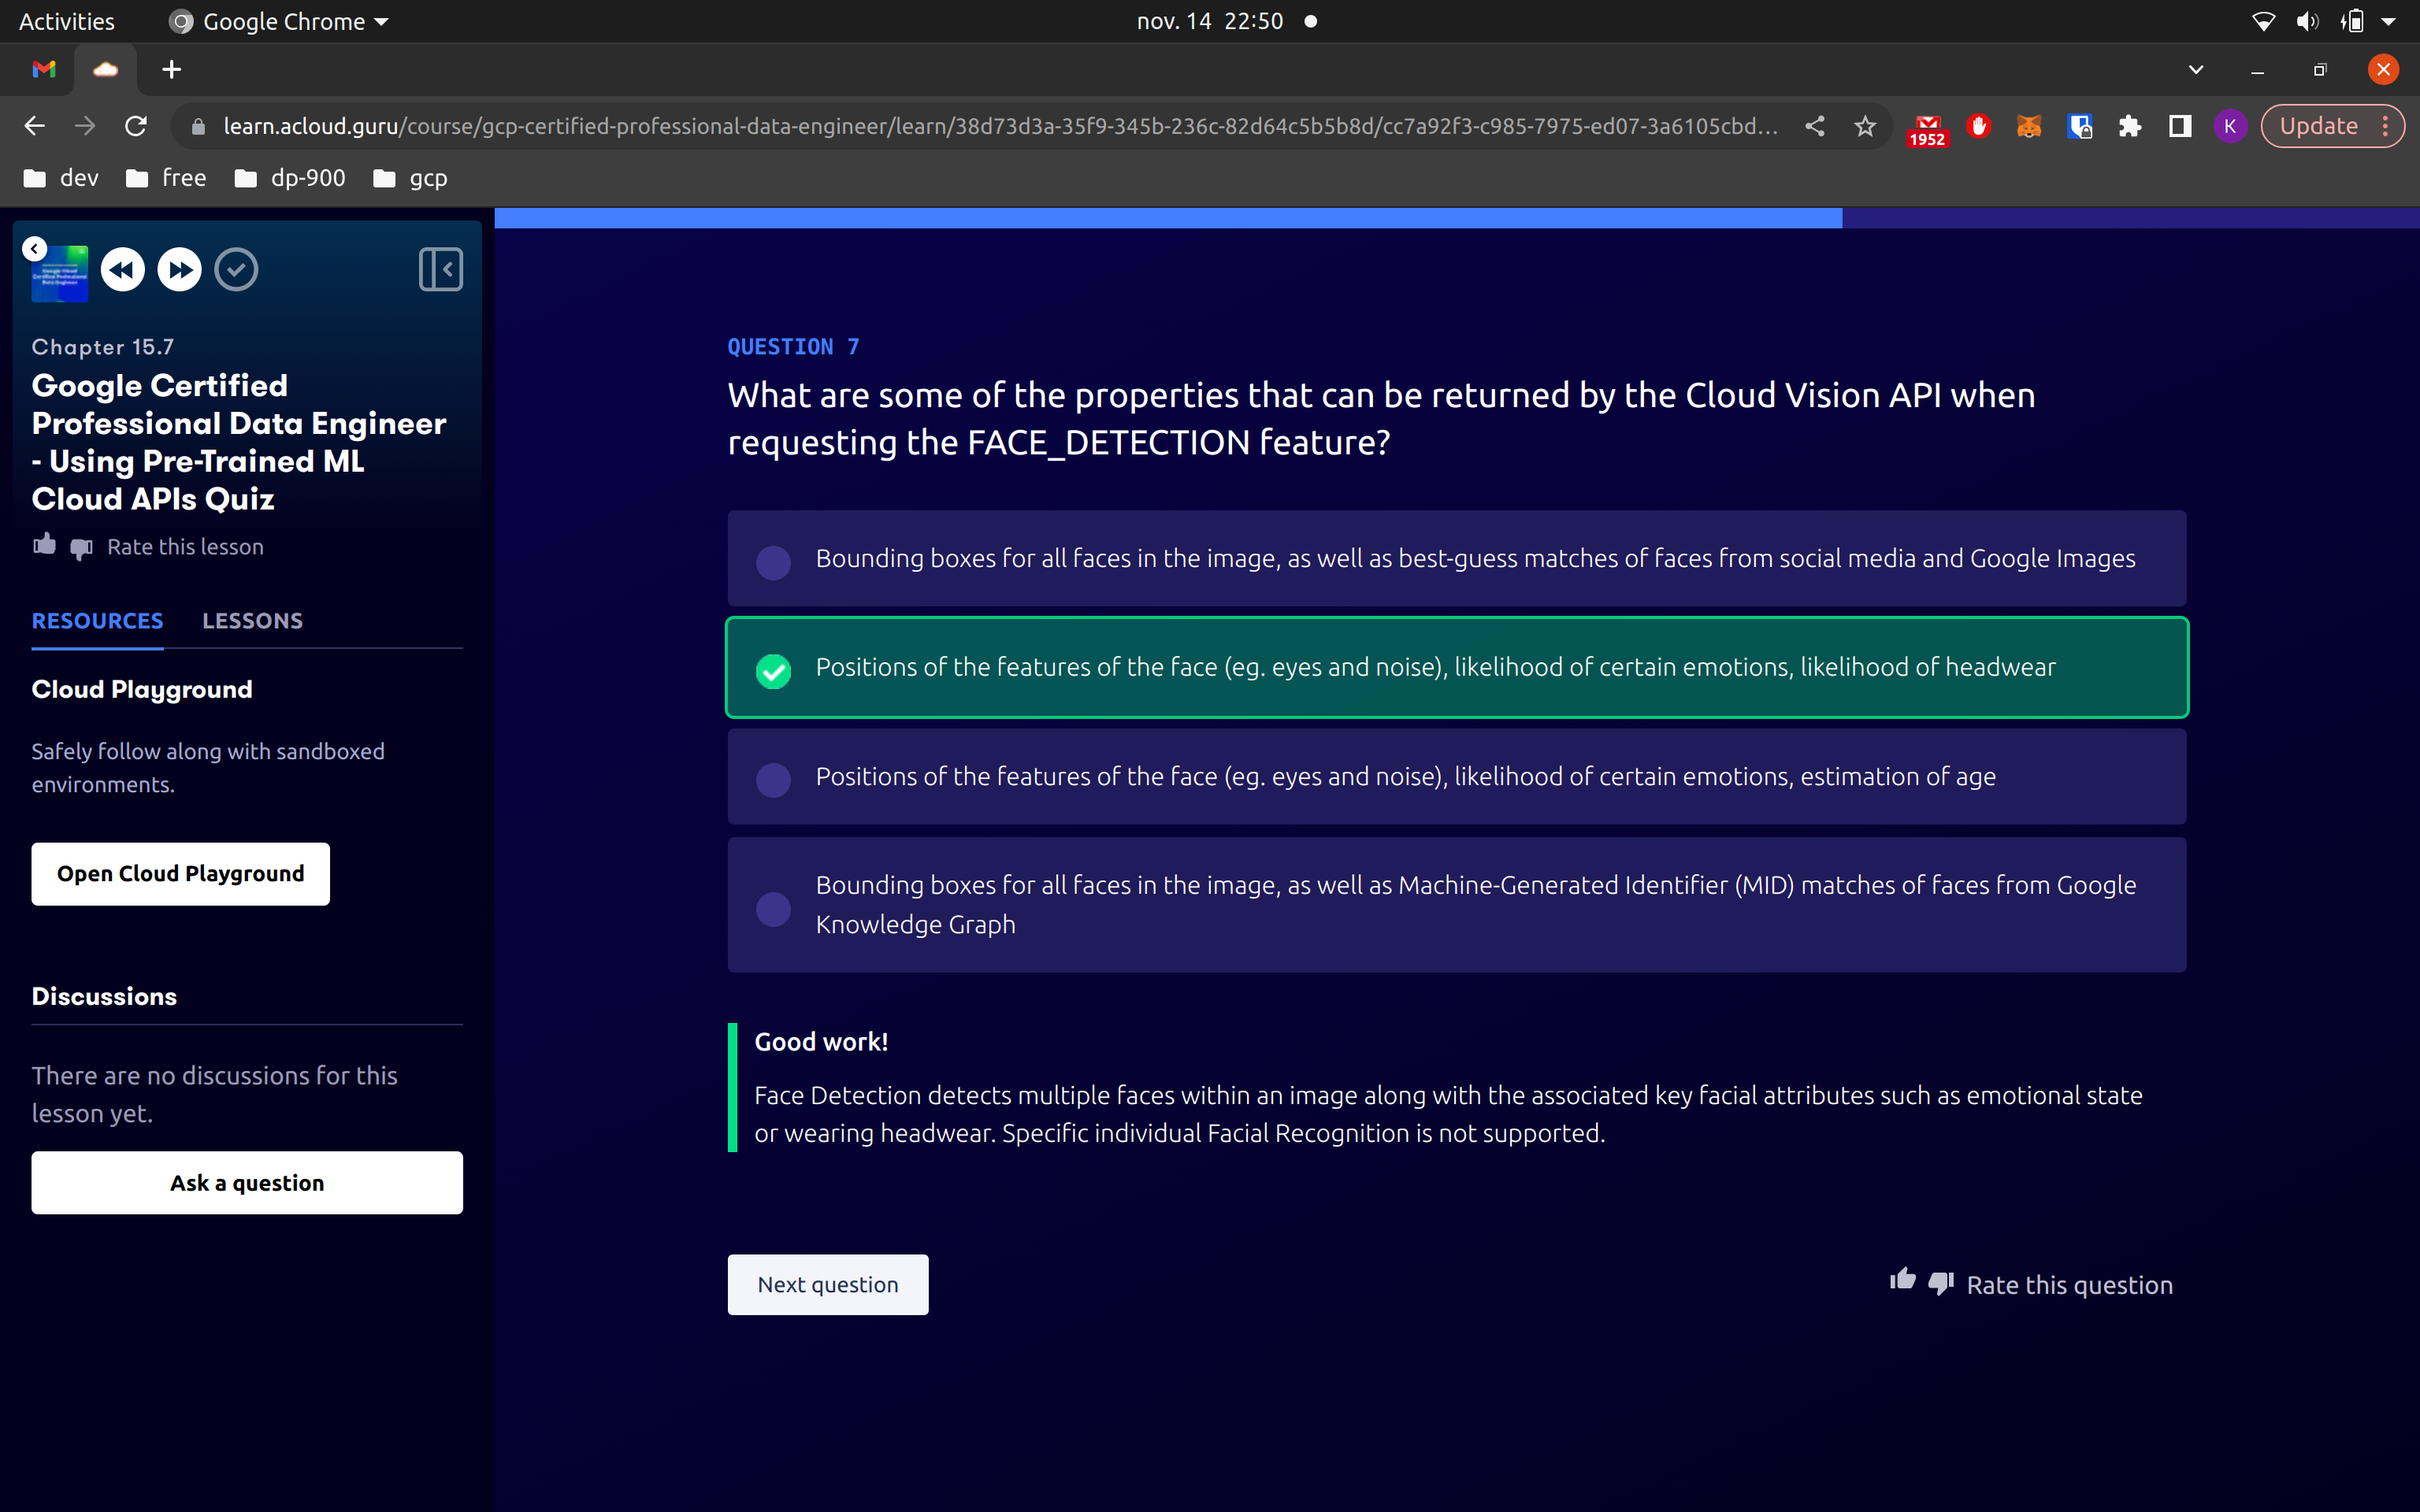 Activities
Google Chrome
nov. 14 22:50
learn.acloud.guru/course/gcp-certified-professional-data-engineer/learn/38d73d3a-35f9-345b-236c-82d64c5b5b8d/cc7a92f3-c985-7975-ed07-3a6105cbd...
1952
K
Update
dev
free
dp-900
gcp
Chapter 15.7
Google Certified
Professional Data Engineer
- Using Pre-Trained ML
Cloud APIs Quiz
Rate this lesson
RESOURCES
LESSONS
Cloud Playground
Safely follow along with sandboxed
environments.
Open Cloud Playground
Discussions
There are no discussions for this
lesson yet.
Ask a question
QUESTION 7
What are some of the properties that can be returned by the Cloud Vision API when
requesting the FACE_DETECTION feature?
Bounding boxes for all faces in the image, as well as best-guess matches of faces from social media and Google Images
Positions of the features of the face (eg. eyes and noise), likelihood of certain emotions, likelihood of headwear
Positions of the features of the face (eg. eyes and noise), likelihood of certain emotions, estimation of age
Bounding boxes for all faces in the image, as well as Machine-Generated Identifier (MID) matches of faces from Google
Knowledge Graph
Good work!
Face Detection detects multiple faces within an image along with the associated key facial attributes such as emotional state
or wearing headwear. Specific individual Facial Recognition is not supported.
Next question
Rate this question